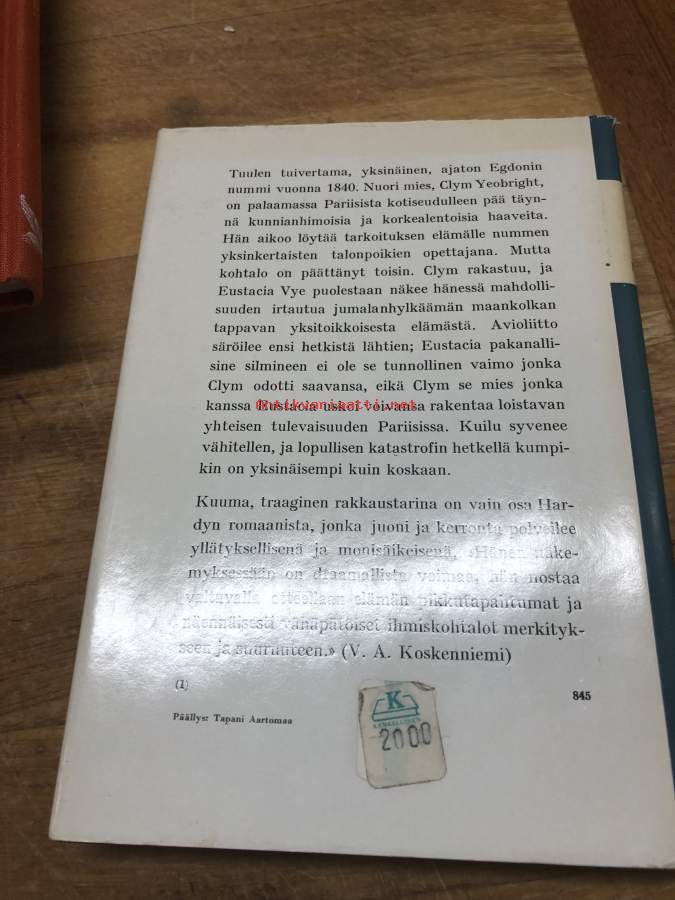 Tuulen tuivertama, yksinäinen, ajaton Egdonin
nummi vuonna 1840. Nuori mies, Clym Yeobright,
on palaamassa Pariisista kotiseudulleen pää täyn-
nä kunnianhimoisia ja korkealentoisia haaveita.
Hän aikoo löytää tarkoituksen elämälle nummen
yksinkertaisten talonpoikien opettajana. Mutta
kohtalo on päättänyt toisin. Clym rakastuu, ja
Eustacia Vye puolestaan näkee hänessä mahdolli-
suuden irtautua jumalanhylkäämän maankolkan
tappavan yksitoikkoisesta elämästä. Avioliitto
säröilee ensi hetkistä lähtien; Eustacia pakanalli-
sine silmineen ei ole se tunnollinen vaimo jonka
Clym odotti saavansa, eikä Clym se mies jonka
kanssa Eustacia uskoi voivansa rakentaa loistavan
yhteisen tulevaisuuden Pariisissa. Kuilu syvenee
vähitellen, ja lopullisen katastrofin hetkellä kumpi-
kin on yksinäisempi kuin koskaan.
Kuuma, traaginen rakkaustarina on vain osa Har-
dyn romaanista, jonka juoni ja kerronta polveilee
yllätyksellisenä ja monisäikeisenä. »Hänen näke-
myksessään on draamallista voimaa, hän nostaa
valtavalla otteellaan elämän pikkutapahtumat ja
näennäisesti vähäpätöiset ihmiskohtalot merkityk-
seen ja suuruuteen.» (V. A. Koskenniemi)
(1)
845
Päällys: Tapani Aartomaa
K
KANSALLINEN
2000
Antikvariaatti.net